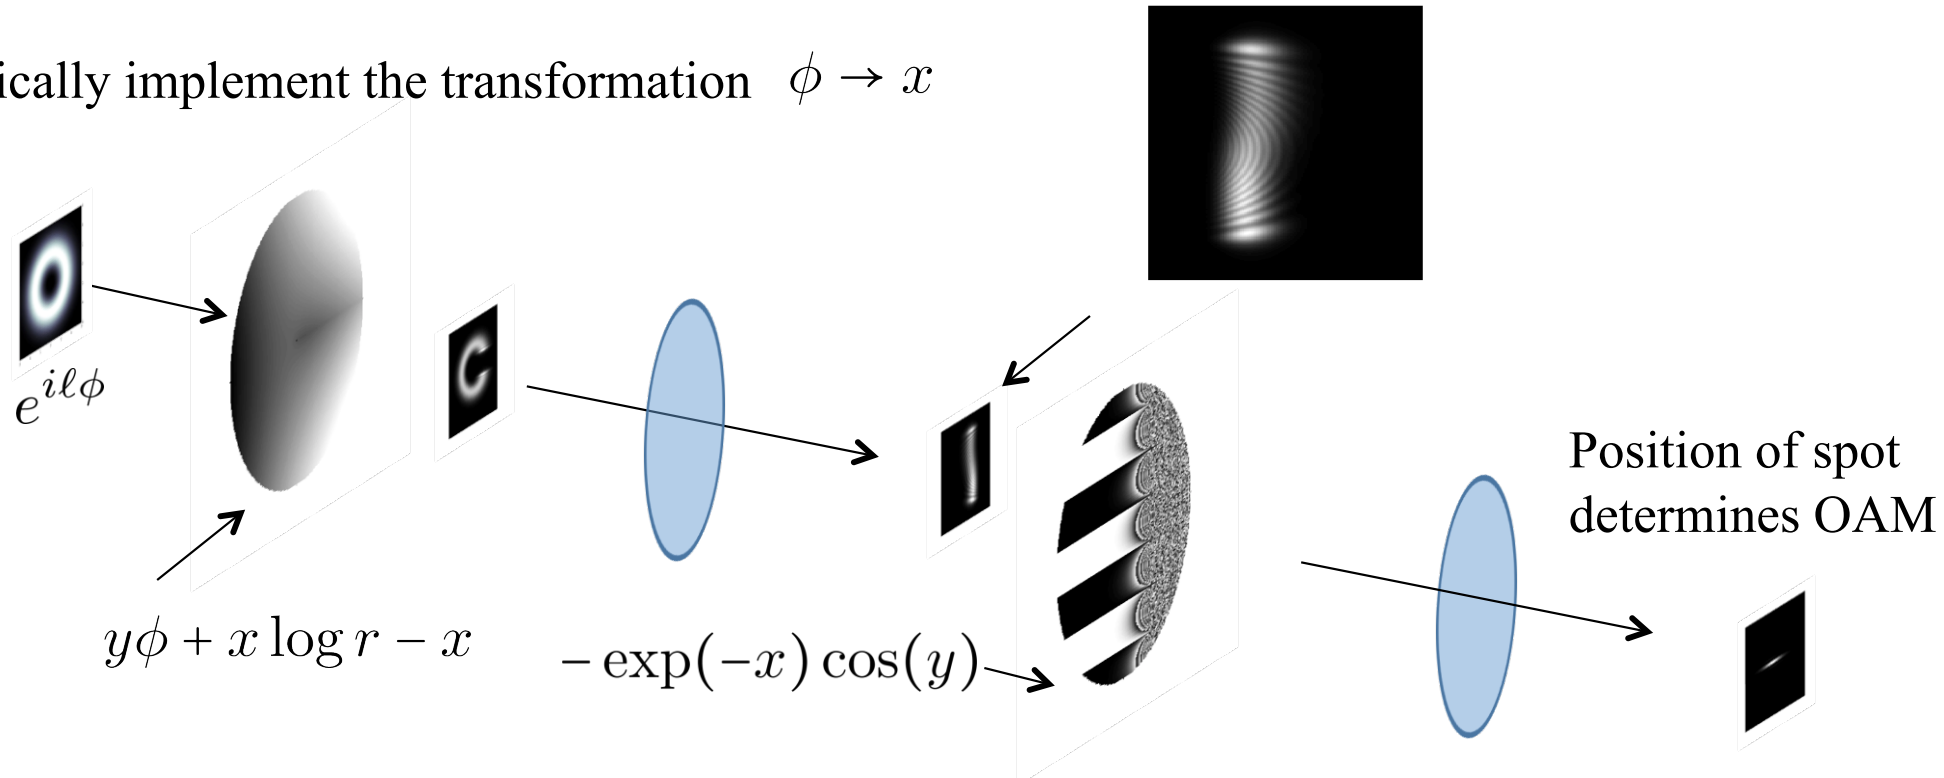 ically implement the transformation ϕ → x
e^{iℓϕ}
yϕ + x log r − x
− exp(−x) cos(y)
Position of spot
determines OAM